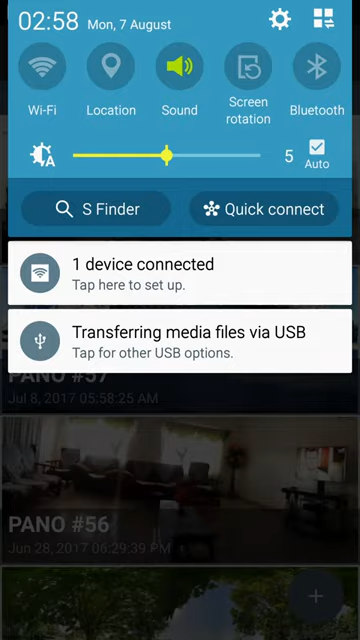 02:58 Mon, 7 August
Wi-Fi
Location
Sound
Screen
rotation
Bluetooth
A
5
Auto
S Finder
Quick connect
1 device connected
Tap here to set up.
Transferring media files via USB
Tap for other USB options.
PANO #57
Jul 8, 2017 05:58:25 AM
PANO #56
Jun 28, 2017 06:29:39 PM